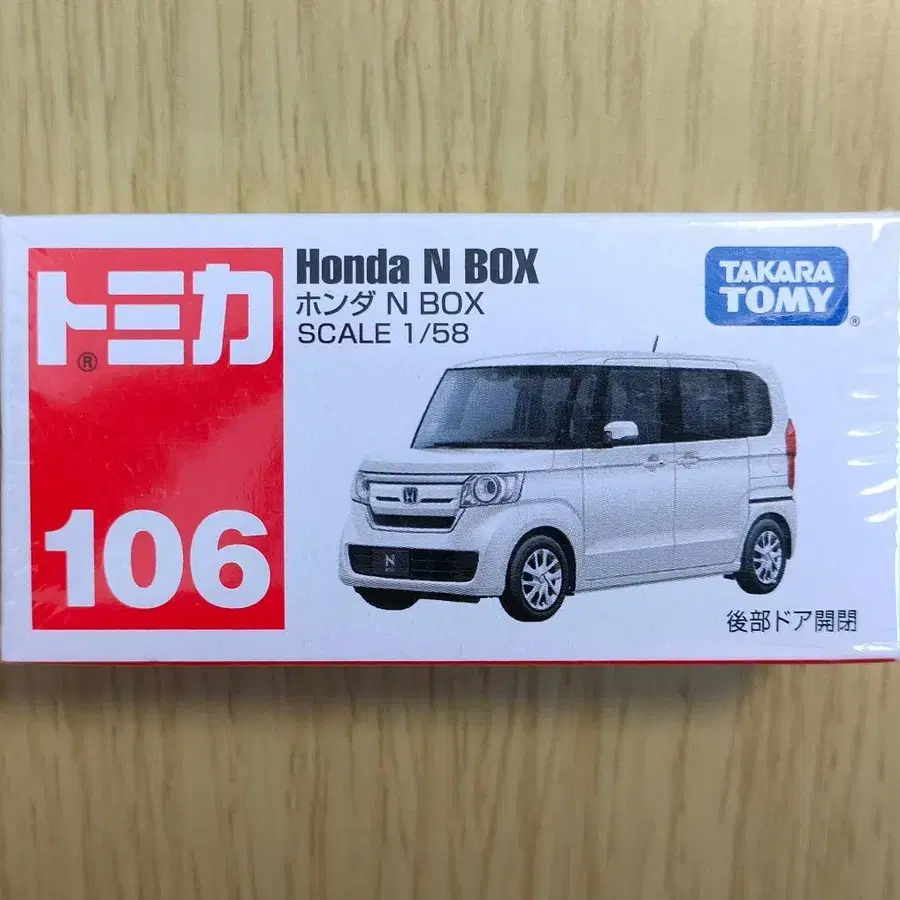 トミカ®
106
Honda N BOX
ホンダ N BOX
SCALE 1/58
TAKARA
TOMY®
N
後部ドア開閉